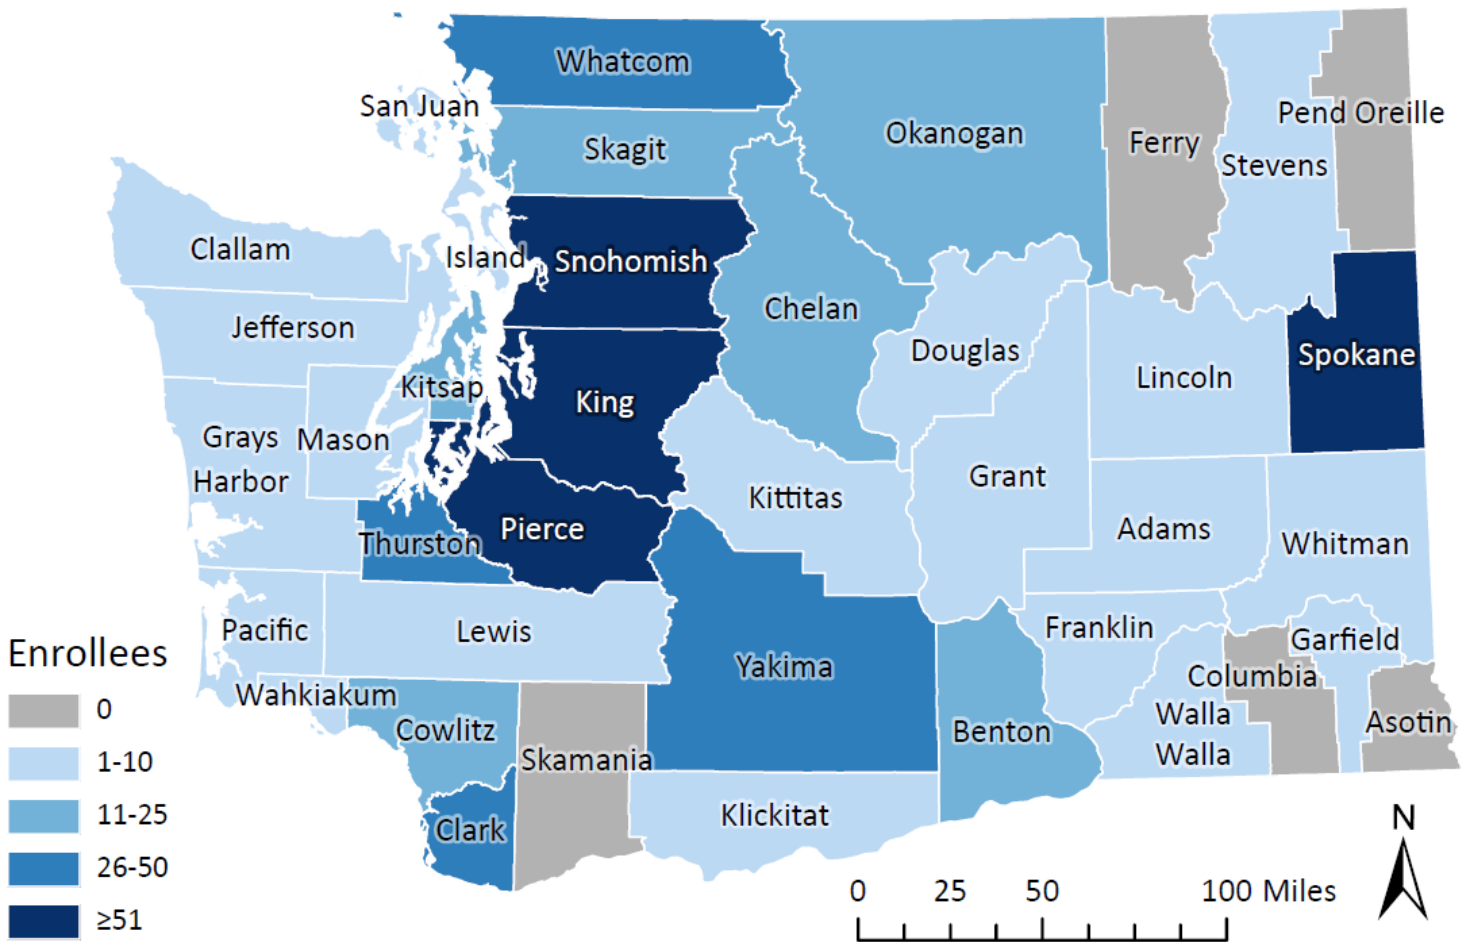 Whatcom
San Juan
Skagit
Okanogan
Ferry
Pend Oreille
Stevens
Clallam
Island
Snohomish
Chelan
Jefferson
Douglas
Spokane
Kitsap
King
Lincoln
Grays
Harbor
Mason
Grant
Kittitas
Thurston
Pierce
Adams
Whitman
Pacific
Lewis
Franklin
Garfield
Yakima
Columbia
Wahkiakum
Walla
Walla
Asotin
Cowlitz
Skamania
Benton
Klickitat
Clark
Enrollees
0
1-10
11-25
26-50
≥51
N
0 25 50 100 Miles